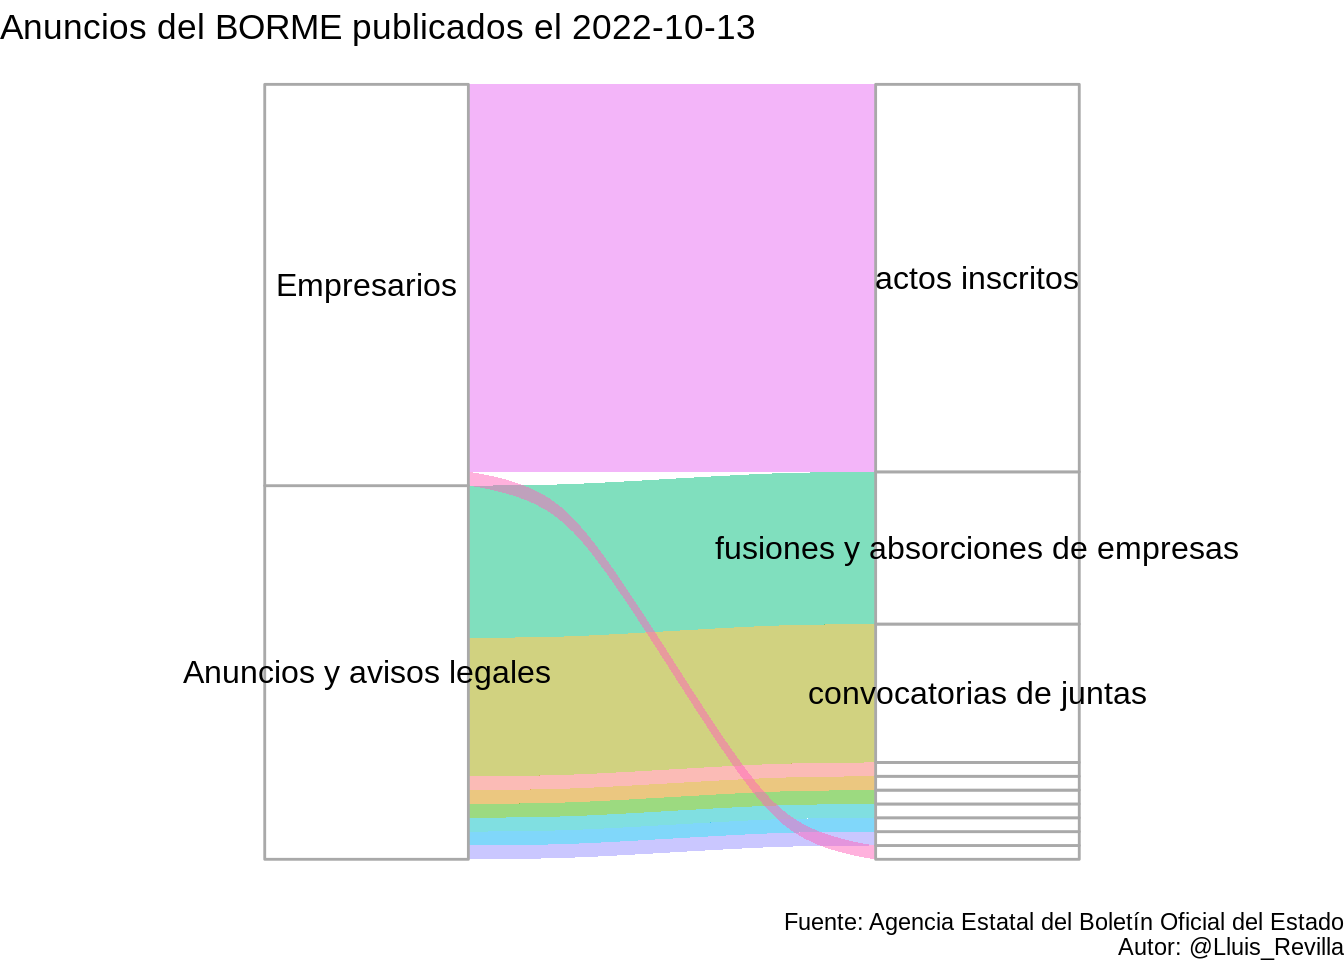 Anuncios del BORME publicados el 2022-10-13
Empresarios
actos inscritos
fusiones y absorciones de empresas
Anuncios y avisos legales
convocatorias de juntas
Fuente: Agencia Estatal del Boletín Oficial del Estado
Autor: @Lluis_Revilla